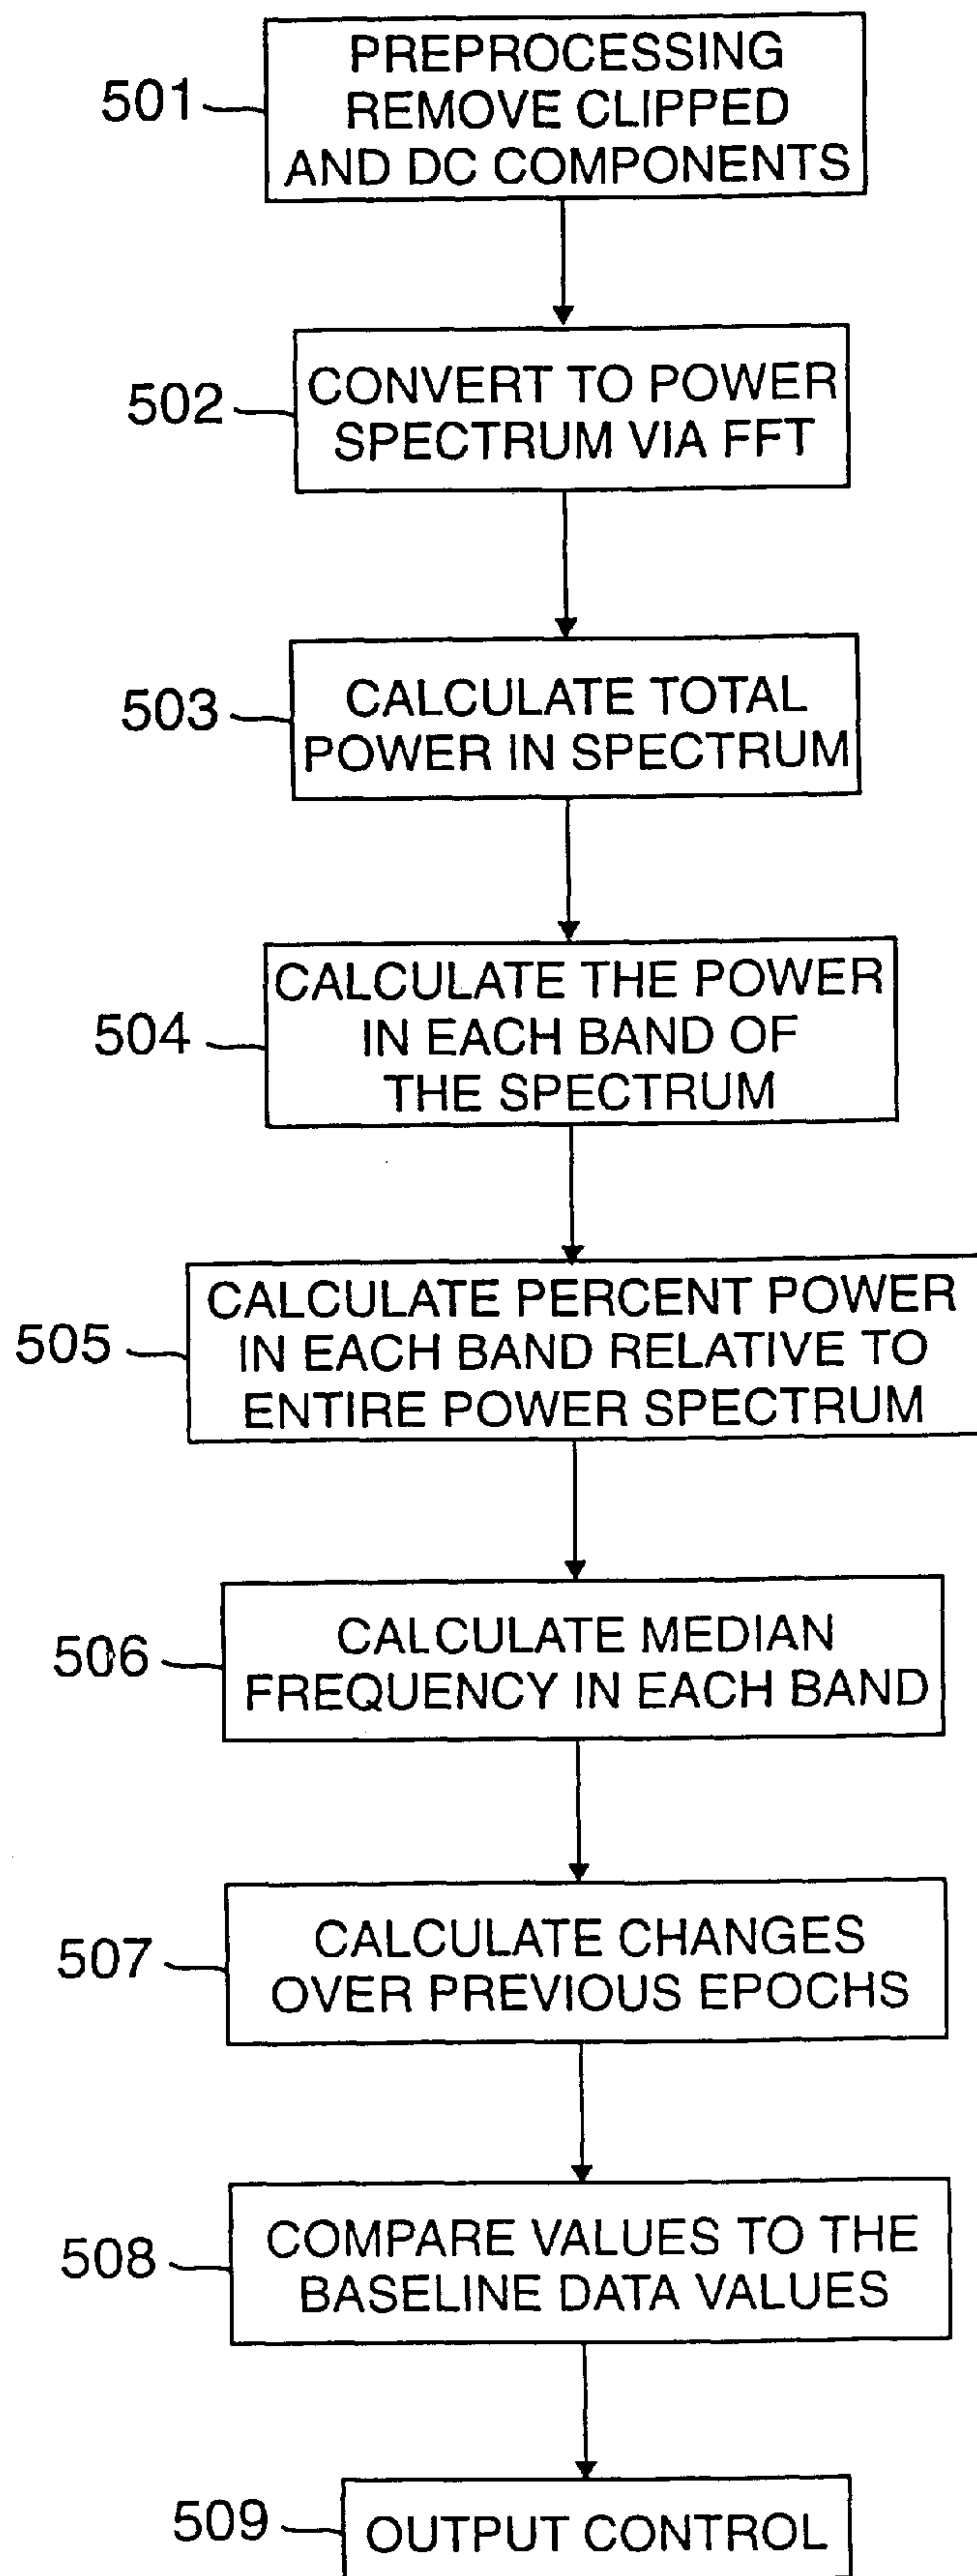 PREPROCESSING
501 REMOVE CLIPPED
AND DC COMPONENTS
CONVERT TO POWER
502 SPECTRUM VIA FFT
CALCULATE TOTAL
503 POWER IN SPECTRUM
CALCULATE THE POWER
504 IN EACH BAND OF
THE SPECTRUM
CALCULATE PERCENT POWER
505 IN EACH BAND RELATIVE TO
ENTIRE POWER SPECTRUM
CALCULATE MEDIAN
506 FREQUENCY IN EACH BAND
CALCULATE CHANGES
507 OVER PREVIOUS EPOCHS
COMPARE VALUES TO THE
508 BASELINE DATA VALUES
509 OUTPUT CONTROL